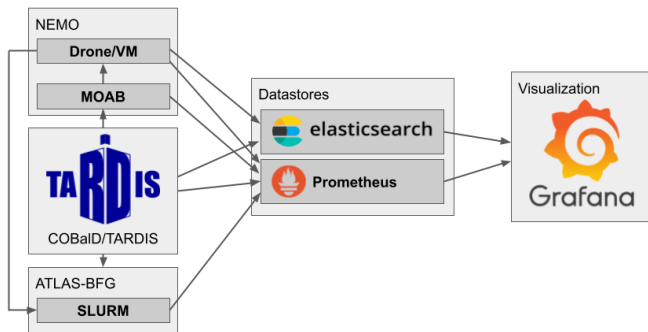 NEMO
Drone/VM
MOAB
TARDIS
COBalD/TARDIS
ATLAS-BFG
SLURM
Datastores
elasticsearch
Prometheus
Visualization
Grafana